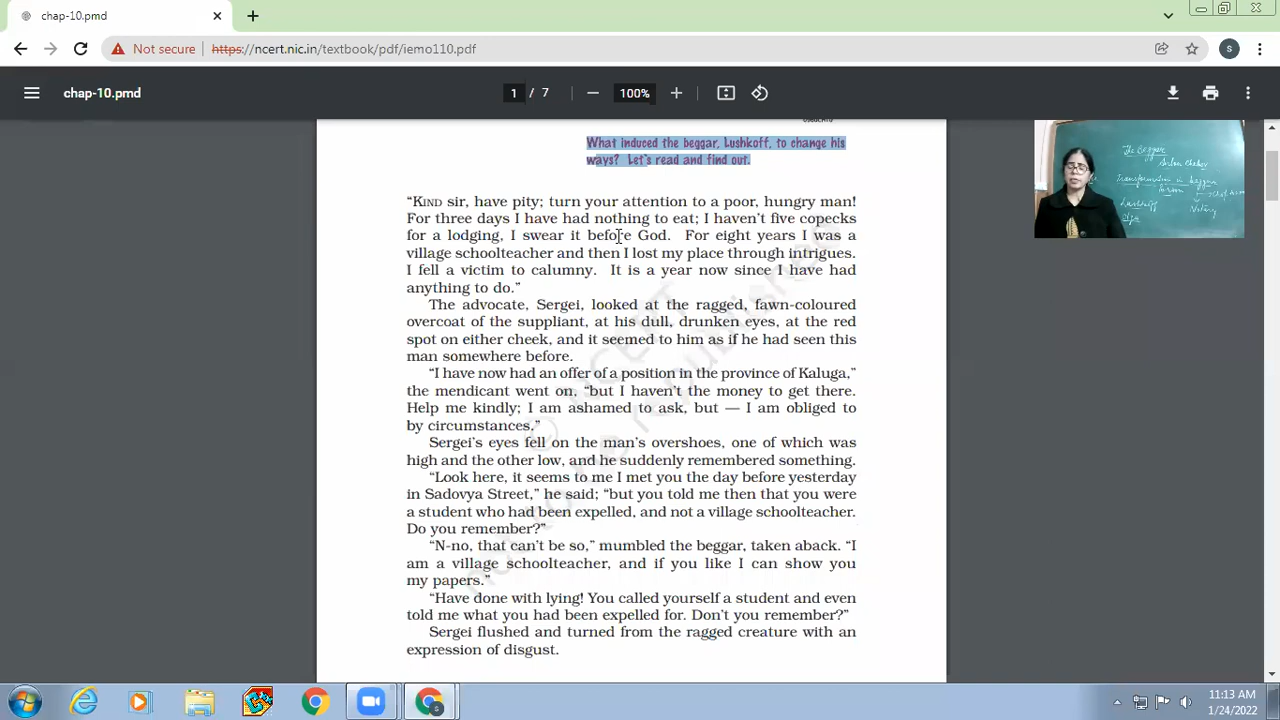 chap-10.pmd
Not secure
https://ncert.nic.in/textbook/pdf/iemo110.pdf
S
chap-10.pmd
1 / 7
100%
What induced the beggar, Lushkoff, to change his
ways? Let's read and find out.
The Beggar
Anton Chekov
Transformation in beggar
Lushkoff
Olga
"KIND sir, have pity; turn your attention to a poor, hungry man!
For three days I have had nothing to eat; I haven't five copecks
for a lodging, I swear it before God. For eight years I was a
village schoolteacher and then I lost my place through intrigues.
I fell a victim to calumny. It is a year now since I have had
anything to do."
The advocate, Sergei, looked at the ragged, fawn-coloured
overcoat of the suppliant, at his dull, drunken eyes, at the red
spot on either cheek, and it seemed to him as if he had seen this
man somewhere before.
"I have now had an offer of a position in the province of Kaluga,"
the mendicant went on, "but I haven't the money to get there.
Help me kindly; I am ashamed to ask, but — I am obliged to
by circumstances."
Sergei's eyes fell on the man's overshoes, one of which was
high and the other low, and he suddenly remembered something.
"Look here, it seems to me I met you the day before yesterday
in Sadovya Street," he said; "but you told me then that you were
a student who had been expelled, and not a village schoolteacher.
Do you remember?"
"N-no, that can't be so," mumbled the beggar, taken aback. "I
am a village schoolteacher, and if you like I can show you
my papers."
"Have done with lying! You called yourself a student and even
told me what you had been expelled for. Don't you remember?"
Sergei flushed and turned from the ragged creature with an
expression of disgust.
© NCERT
not to be republished
11:13 AM
1/24/2022